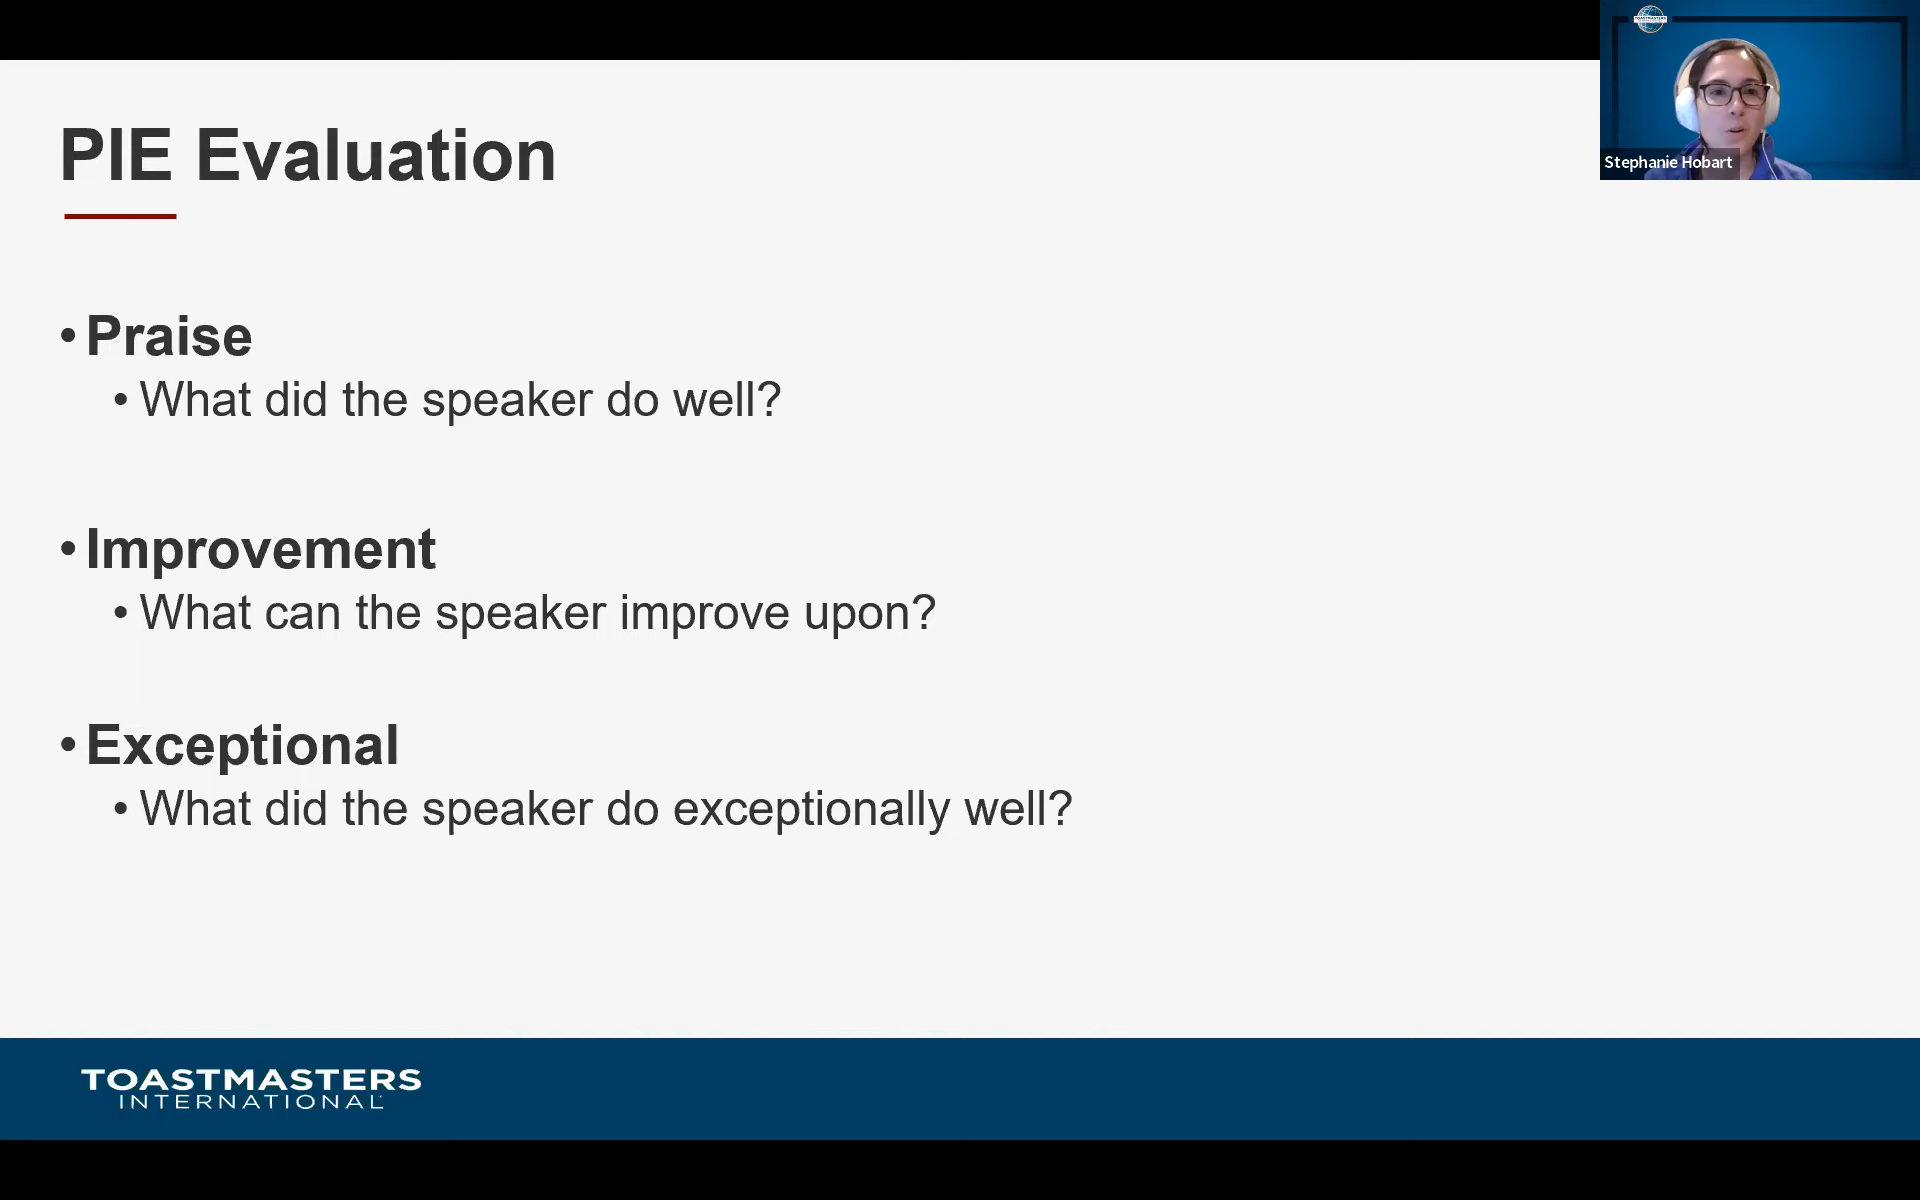 PIE Evaluation
• Praise
• What did the speaker do well?
• Improvement
• What can the speaker improve upon?
• Exceptional
• What did the speaker do exceptionally well?
TOASTMASTERS
INTERNATIONAL
TOASTMASTERS
Stephanie Hobart